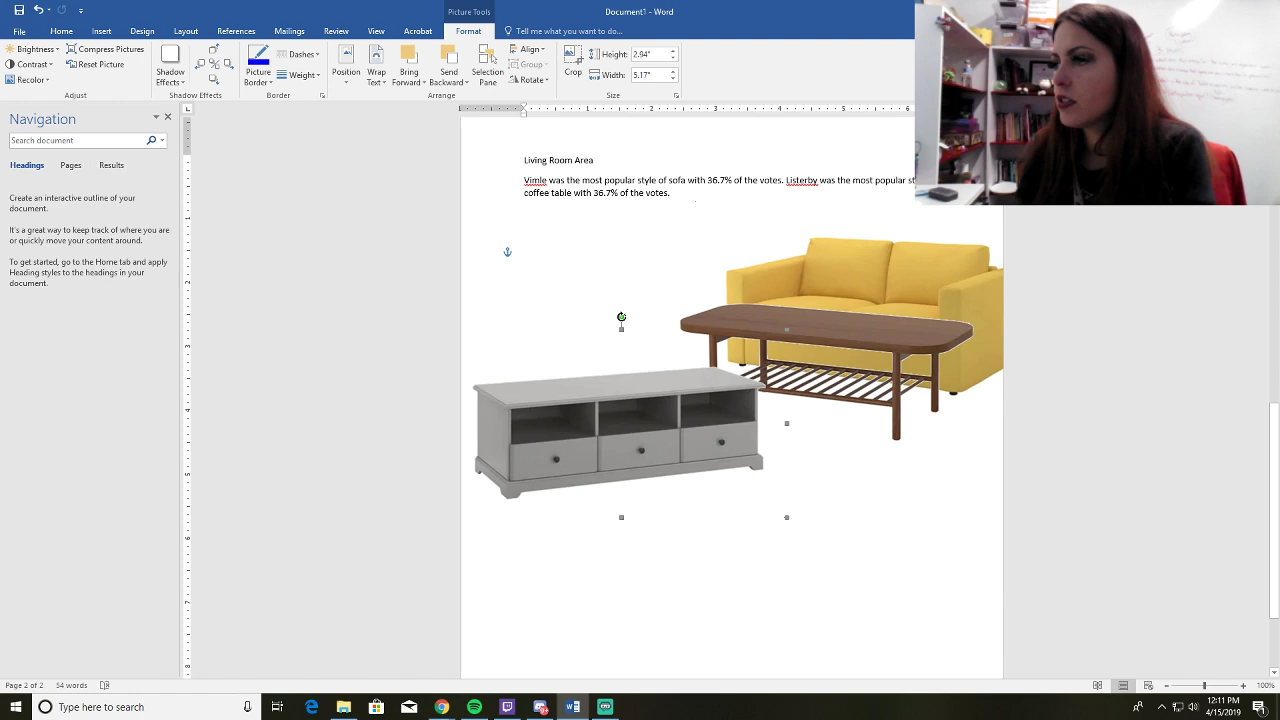 Picture Tools
Document1 - Word
File Home Insert Design Layout References Mailings Review View Acrobat Format Tell me what you want to do...
Brightness Compress Pictures
Contrast Reset Picture
Recolor
Shadow Effects
Picture Border
Weight
Position Wrap Text Bring Forward Send Backward Selection Pane
Align
Group
Rotate
Crop
Height: 2.94"
Width: 5.17"
Adjust Shadow Effects Border Arrange Size
Navigation
Search document
Headings Pages Results
Create an interactive outline of your
document.
It's a great way to keep track of where you are
or quickly move your content around.
To get started, go to the Home tab and apply
Heading styles to the headings in your
document.
Living Room Area
Vimle was the most popular style of sofa with 36.7% of the votes. Listerby was the most popular
coffee table with 36.7% of the votes.
Page 2 of 2 54 words
100%
Type here to search
12:11 PM
4/15/2019